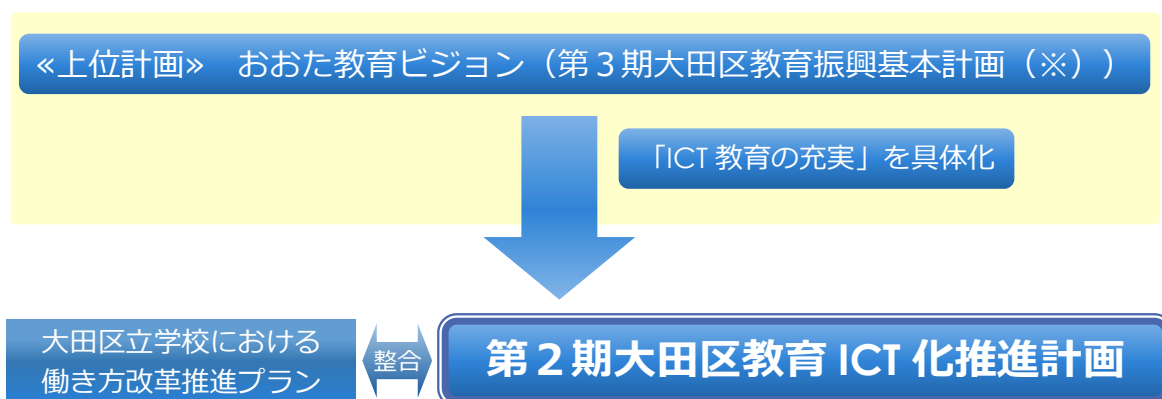 ≪上位計画≫　おおた教育ビジョン（第３期大田区教育振興基本計画（※））
「ICT 教育の充実」を具体化
大田区立学校における
働き方改革推進プラン
整合
第２期大田区教育 ICT 化推進計画